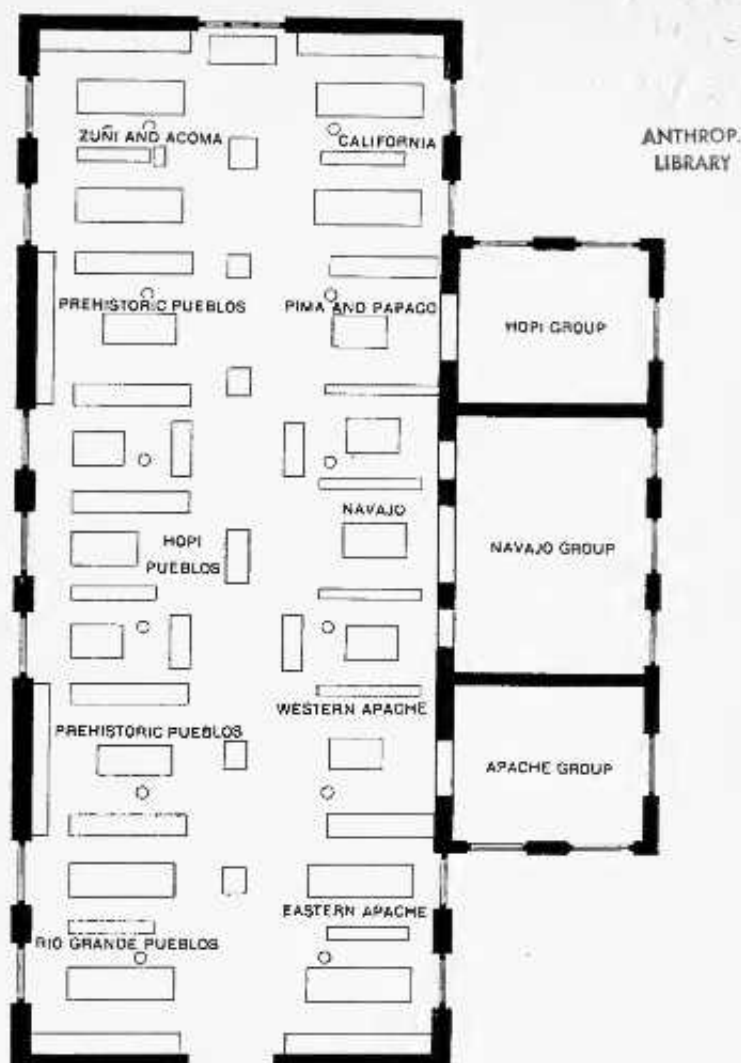 ANTHROP.
LIBRARY
ZUÑI AND ACOMA
CALIFORNIA
PREHISTORIC PUEBLOS
PIMA AND PAPAGO
HOPI GROUP
HOPI
PUEBLOS
NAVAJO
NAVAJO GROUP
PREHISTORIC PUEBLOS
WESTERN APACHE
APACHE GROUP
RIO GRANDE PUEBLOS
EASTERN APACHE